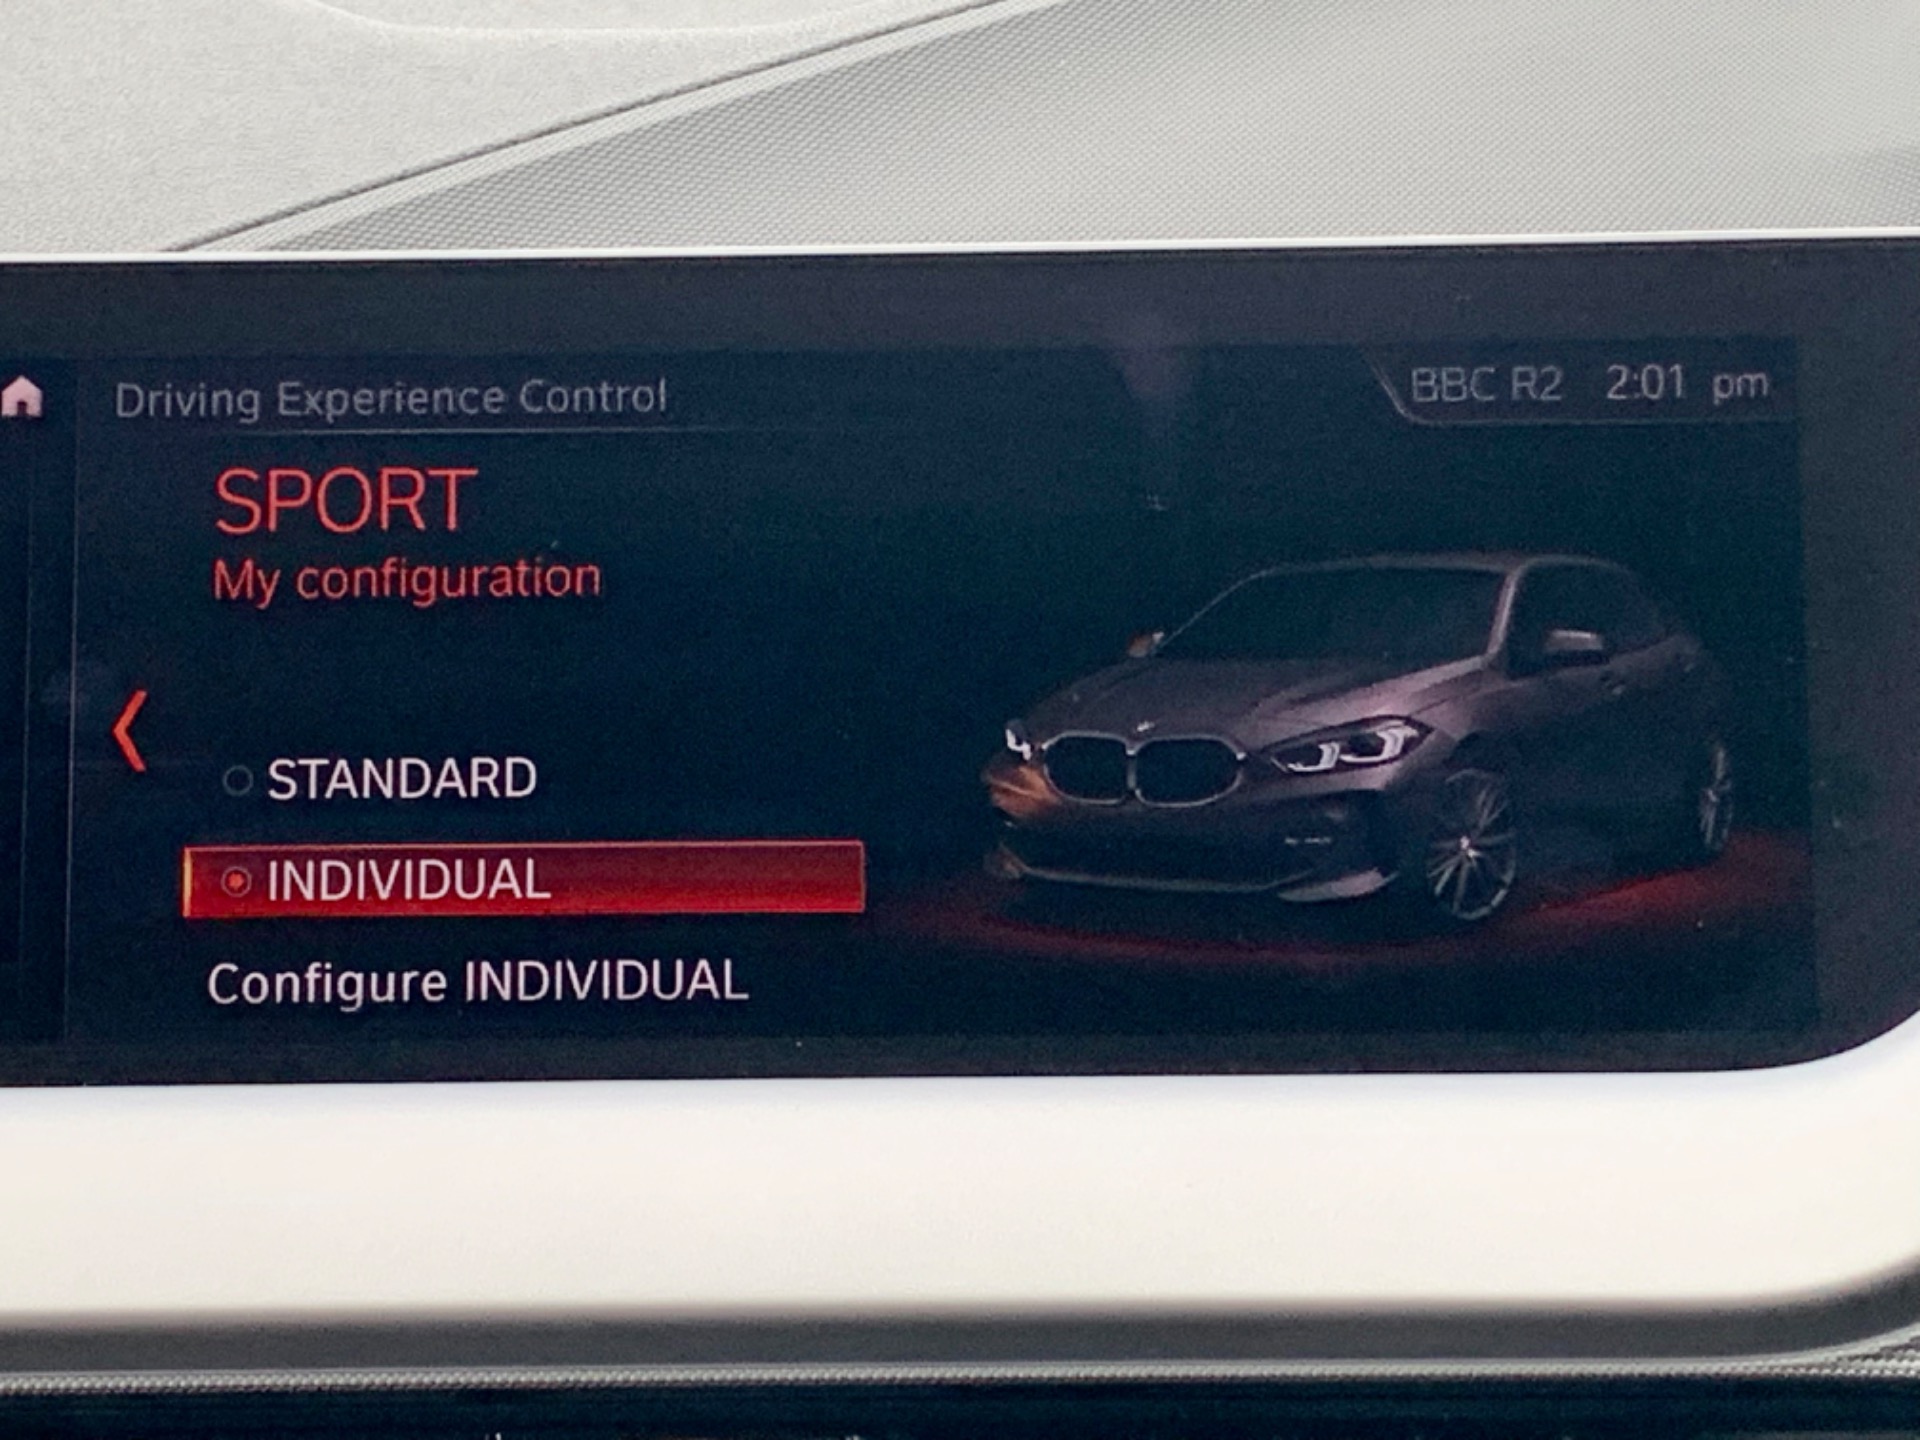 Driving Experience Control
BBC R2 2:01 pm
SPORT
My configuration
STANDARD
INDIVIDUAL
Configure INDIVIDUAL